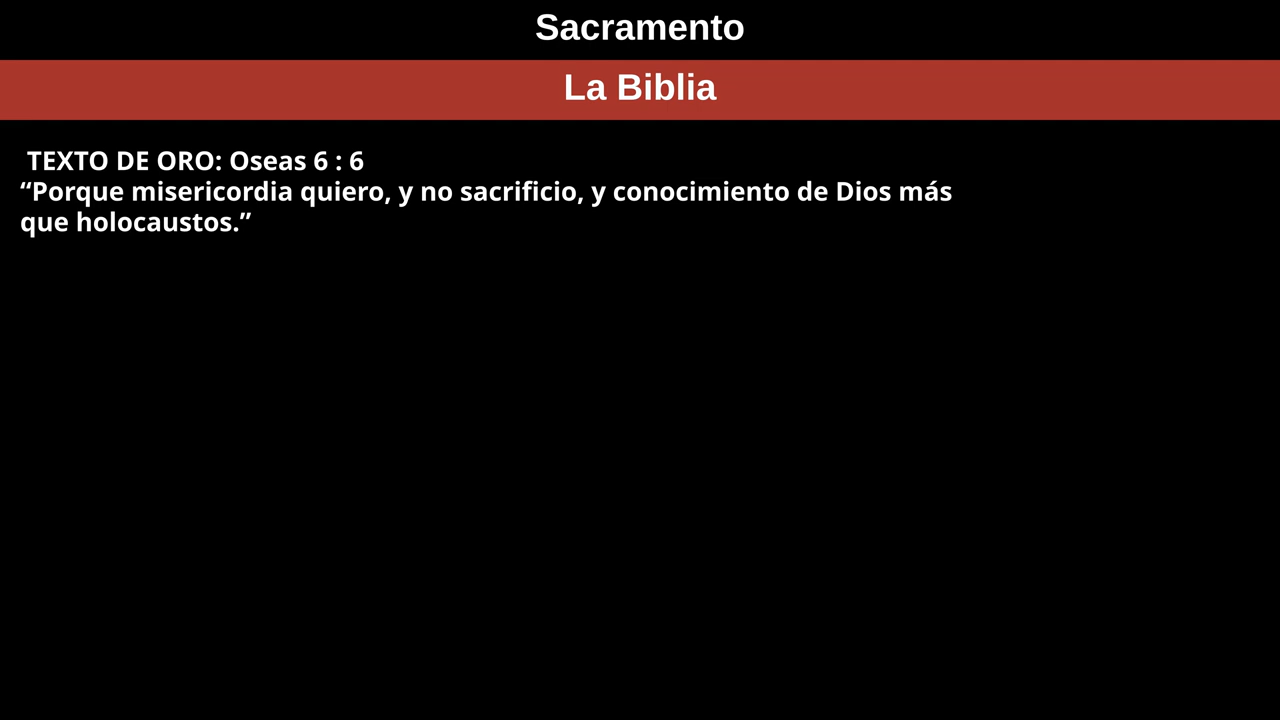 Sacramento
La Biblia
TEXTO DE ORO: Oseas 6 : 6
“Porque misericordia quiero, y no sacrificio, y conocimiento de Dios más
que holocaustos.”